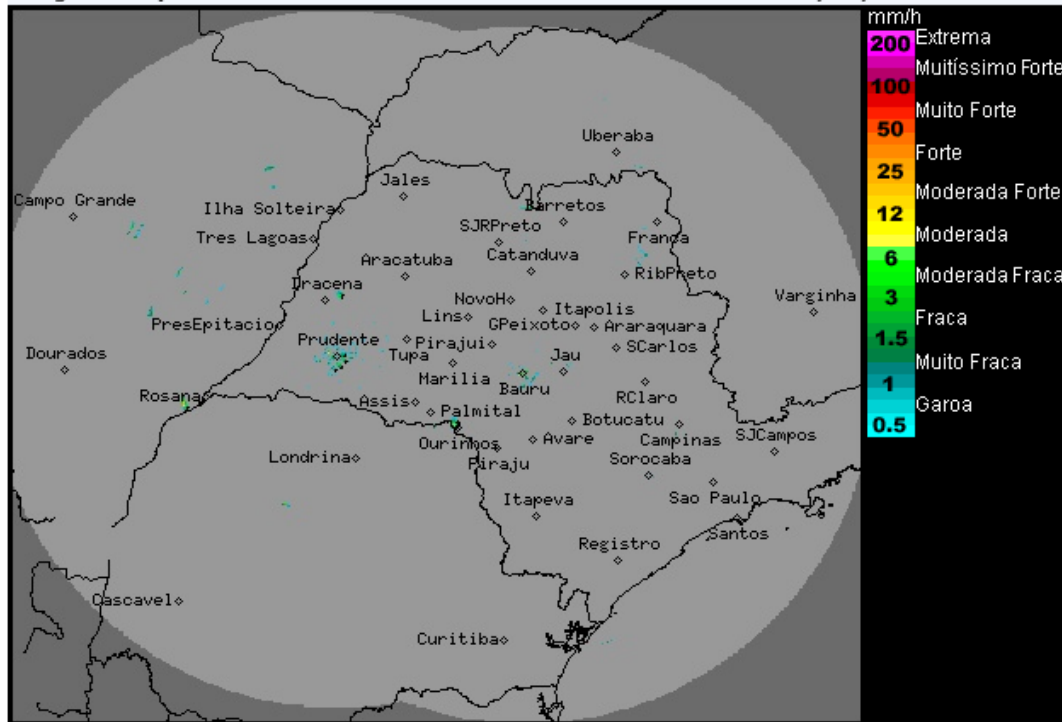 mm/h
200 Extrema
Muitíssimo Forte
100
Muito Forte
50
Forte
25
Moderada Forte
12
Moderada
6
Moderada Fraca
3
Fraca
1.5
Muito Fraca
1
Garoa
0.5
Uberaba
Jales
Campo Grande
Ilha Solteira
Barretos
SJRPreto
Franca
Tres Lagoas
Catanduva
Aracatuba
RibPreto
Dracena
NovoH
Itapolis
Varginha
Lins
GPeixoto
Araraquara
PresEpitacio
Prudente
Pirajui
SCarlos
Tupa
Jau
Dourados
Marilia
Bauru
Rosana
Assis
RClaro
Palmital
Botucatu
Ourinhos
Avare
Campinas
SJCampos
Londrina
Piraju
Sorocaba
Itapeva
Sao Paulo
Santos
Registro
Cascavel
Curitiba